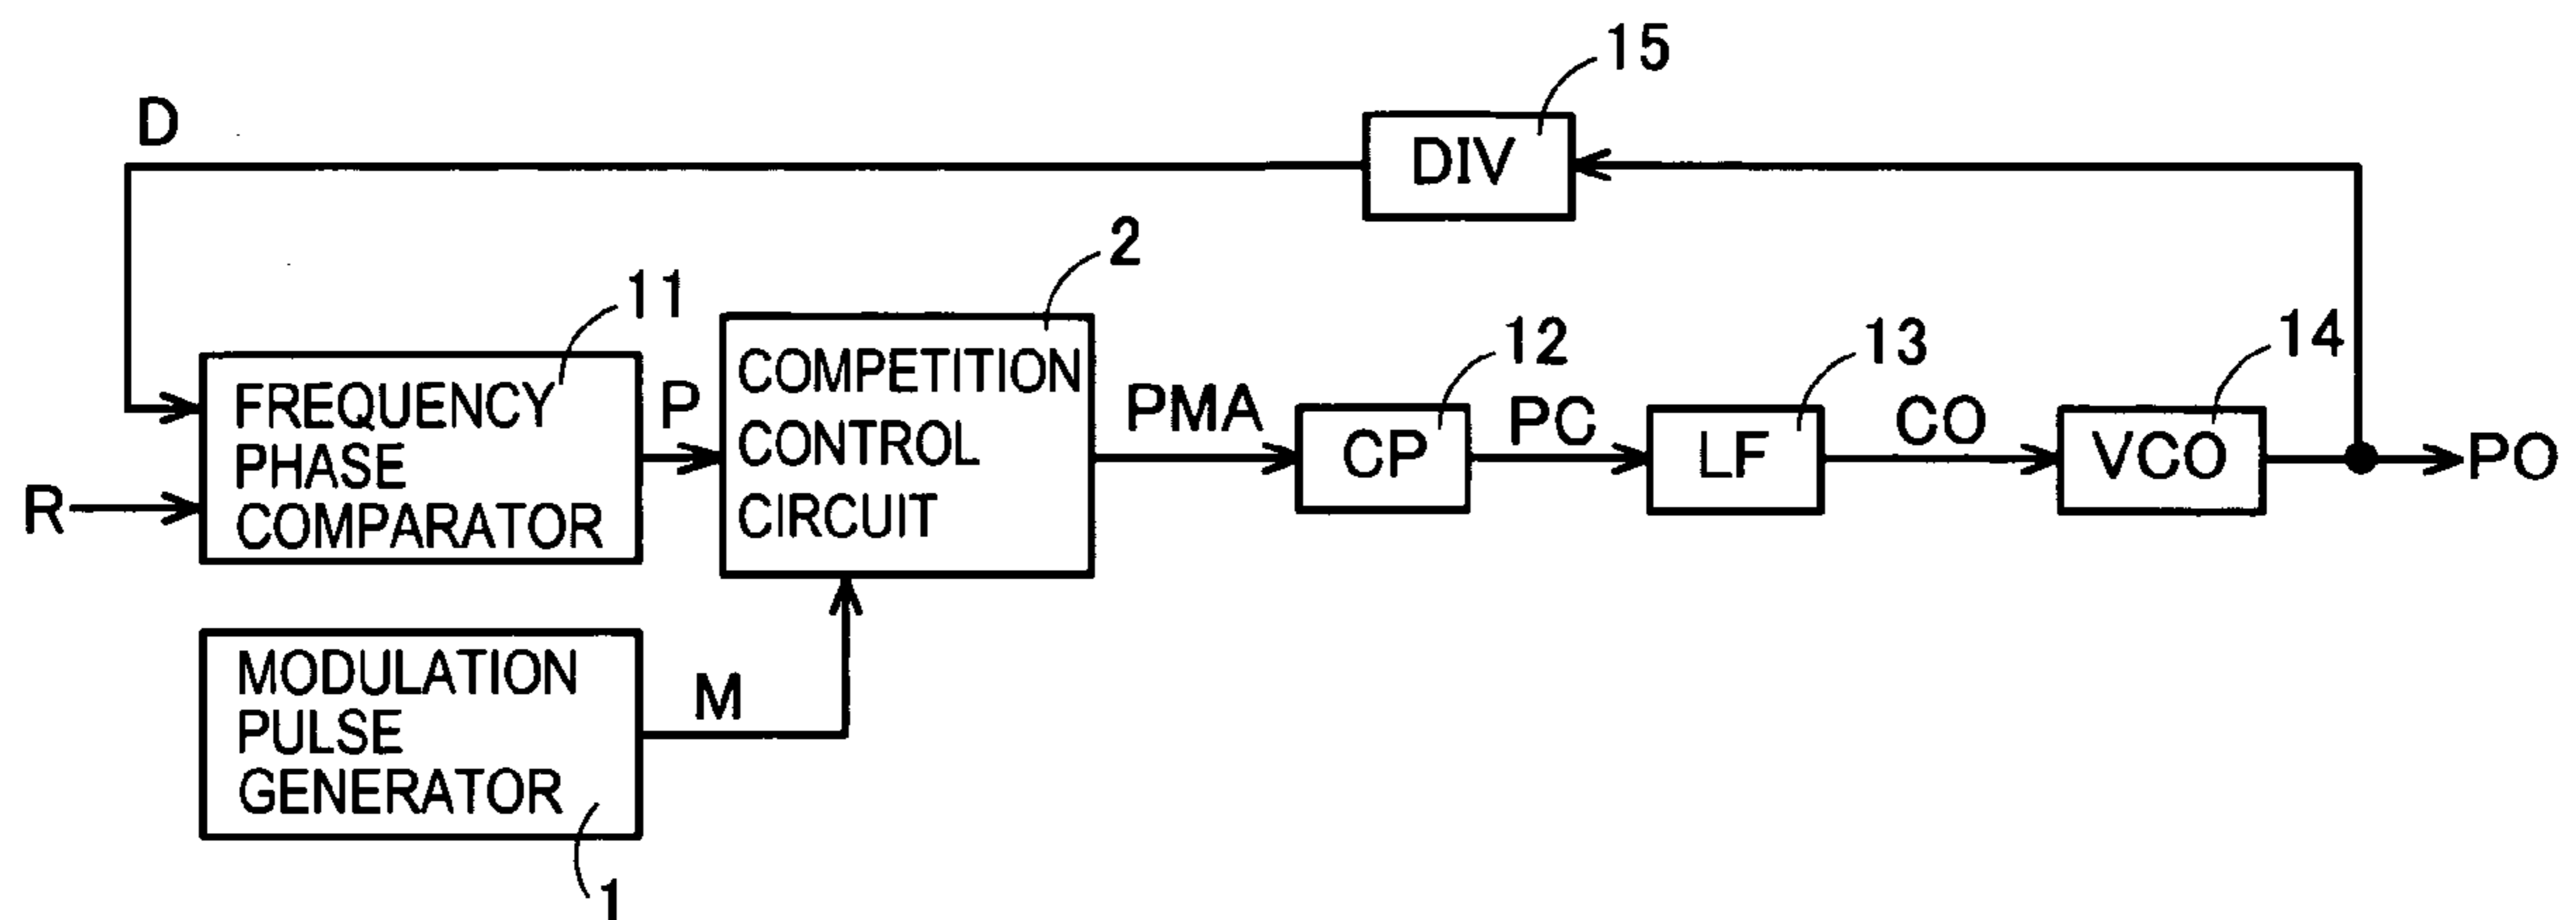 15
D
DIV
2
11
COMPETITION
CONTROL
CIRCUIT
12
13
14
FREQUENCY
PHASE
COMPARATOR
P
PMA
CP
PC
LF
CO
VCO
PO
R
MODULATION
PULSE
GENERATOR
M
1